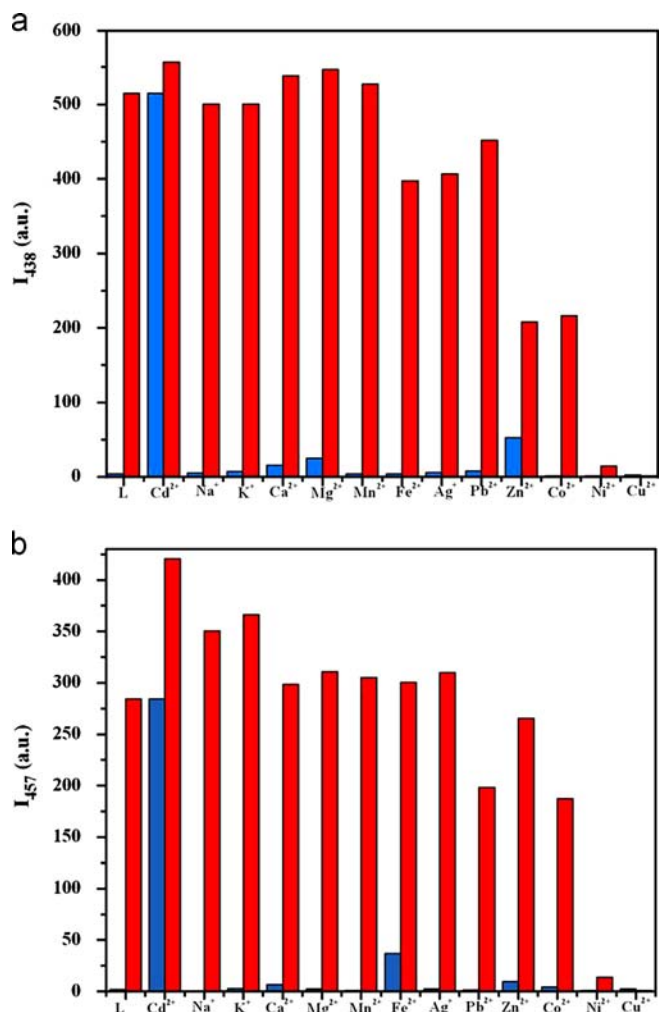 a
600
500
400
300
200
100
0
I₄₃₈ (a.u.)
L Cd²⁺ Na⁺ K⁺ Ca²⁺ Mg²⁺ Mn²⁺ Fe²⁺ Ag⁺ Pb²⁺ Zn²⁺ Co²⁺ Ni²⁺ Cu²⁺
b
400
350
300
250
200
150
100
50
0
I₄₅₇ (a.u.)
L Cd²⁺ Na⁺ K⁺ Ca²⁺ Mg²⁺ Mn²⁺ Fe²⁺ Ag⁺ Pb²⁺ Zn²⁺ Co²⁺ Ni²⁺ Cu²⁺